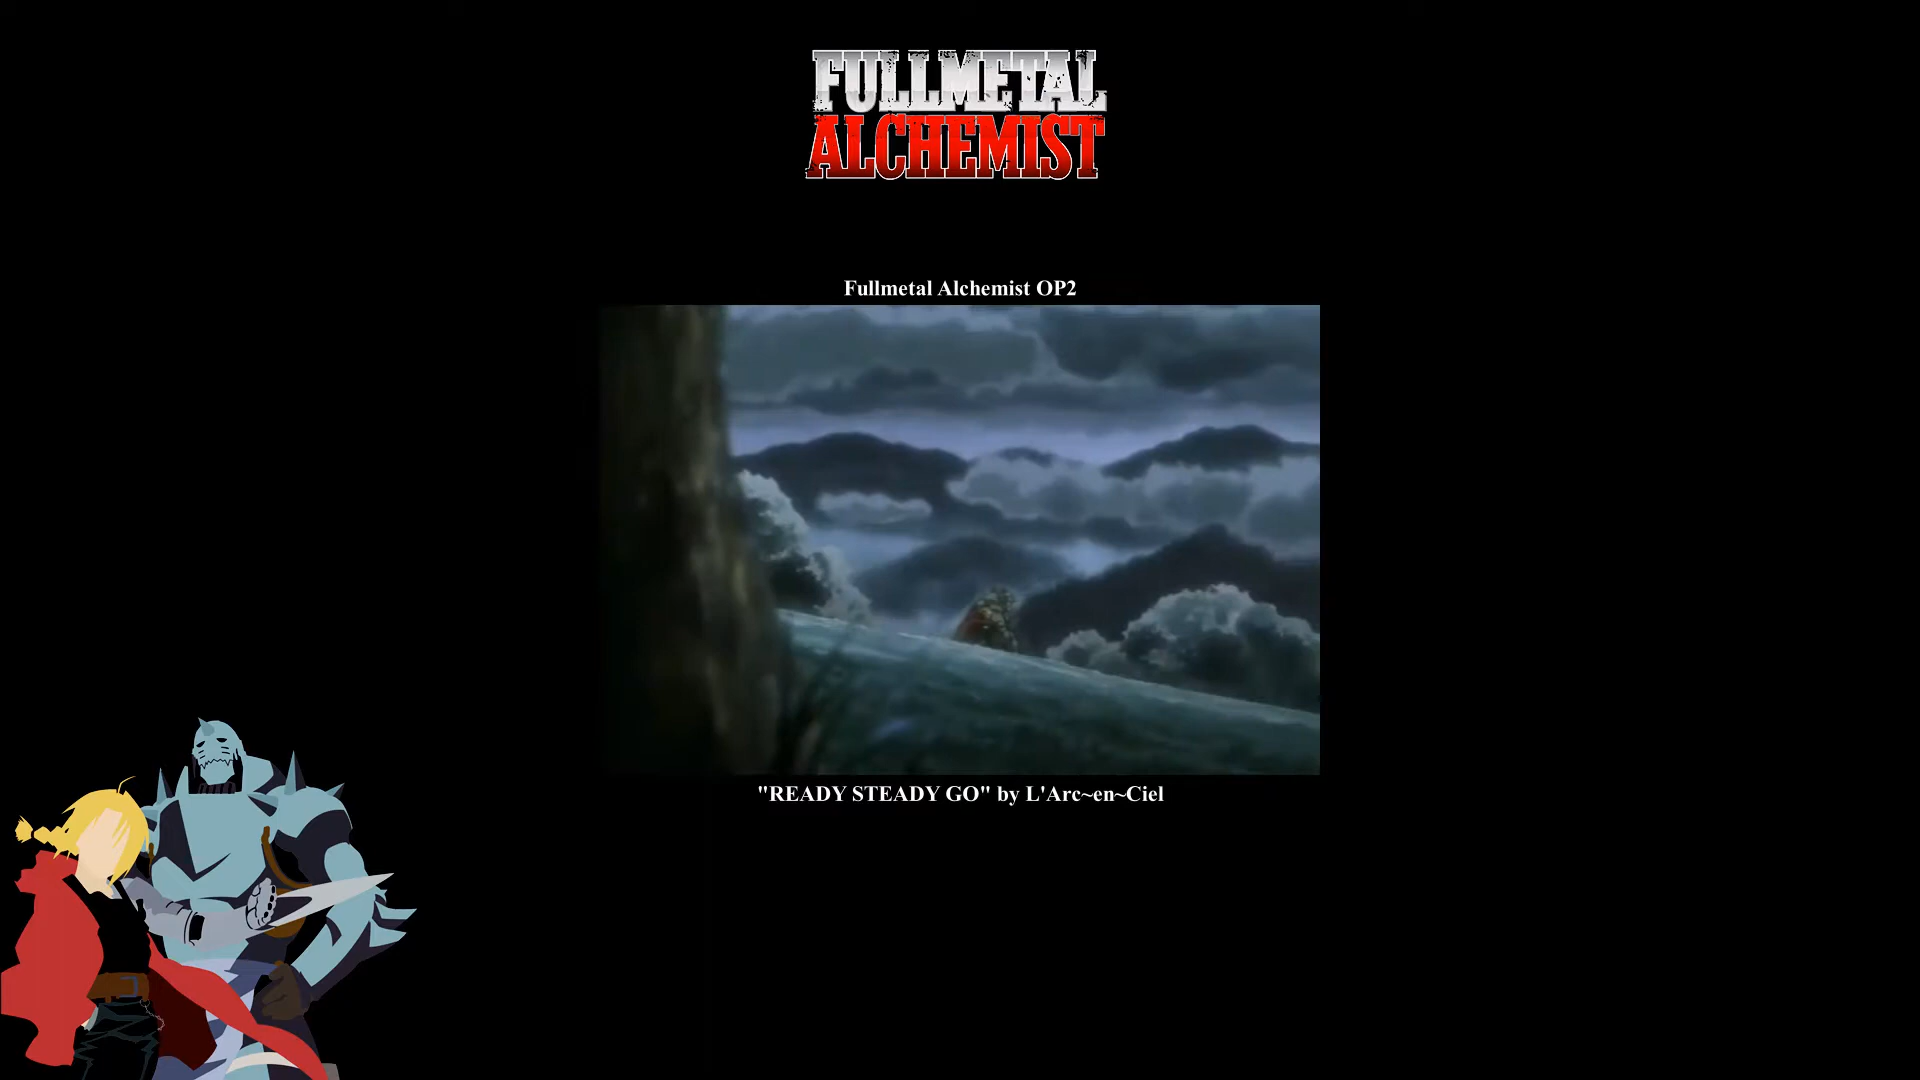 FULLMETAL
ALCHEMIST
Fullmetal Alchemist OP2
"READY STEADY GO" by L'Arc~en~Ciel